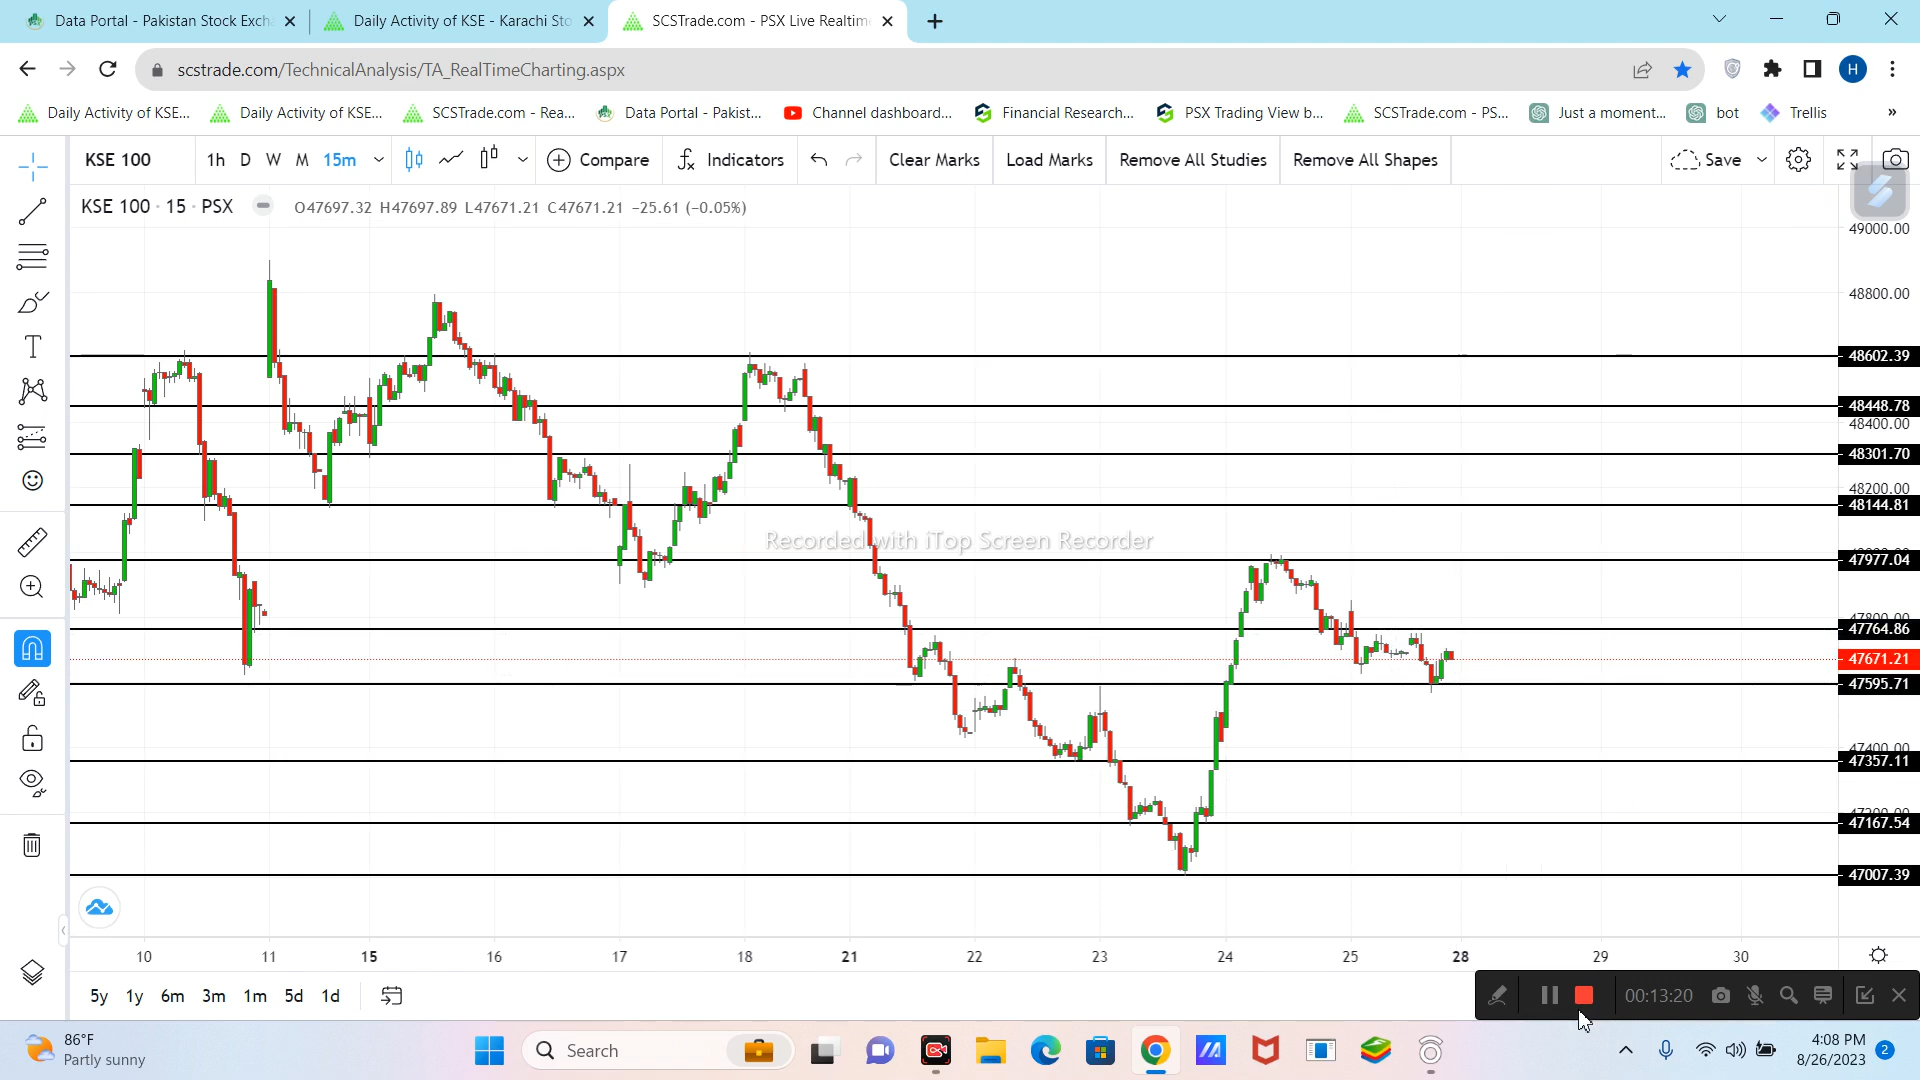 Data Portal - Pakistan Stock Exch
Daily Activity of KSE - Karachi Sto
SCSTrade.com - PSX Live Realtim
scstrade.com/TechnicalAnalysis/TA_RealTimeCharting.aspx
H
Daily Activity of KSE...
Daily Activity of KSE...
SCSTrade.com - Rea...
Data Portal - Pakist...
Channel dashboard...
Financial Research...
PSX Trading View b...
SCSTrade.com - PS...
Just a moment...
bot
Trellis
»
KSE 100
1h D W M 15m
Compare
Indicators
Clear Marks
Load Marks
Remove All Studies
Remove All Shapes
Save
KSE 100 · 15 · PSX
O47697.32 H47697.89 L47671.21 C47671.21 -25.61 (-0.05%)
49000.00
48800.00
48602.39
48448.78
48400.00
48301.70
48200.00
48144.81
Recorded with iTop Screen Recorder
47977.04
47800.00
47764.86
47671.21
47595.71
47400.00
47357.11
47200.00
47167.54
47007.39
10 11 15 16 17 18 21 22 23 24 25 28 29 30
5y 1y 6m 3m 1m 5d 1d
00:13:20
86°F
Partly sunny
Search
4:08 PM
8/26/2023
2